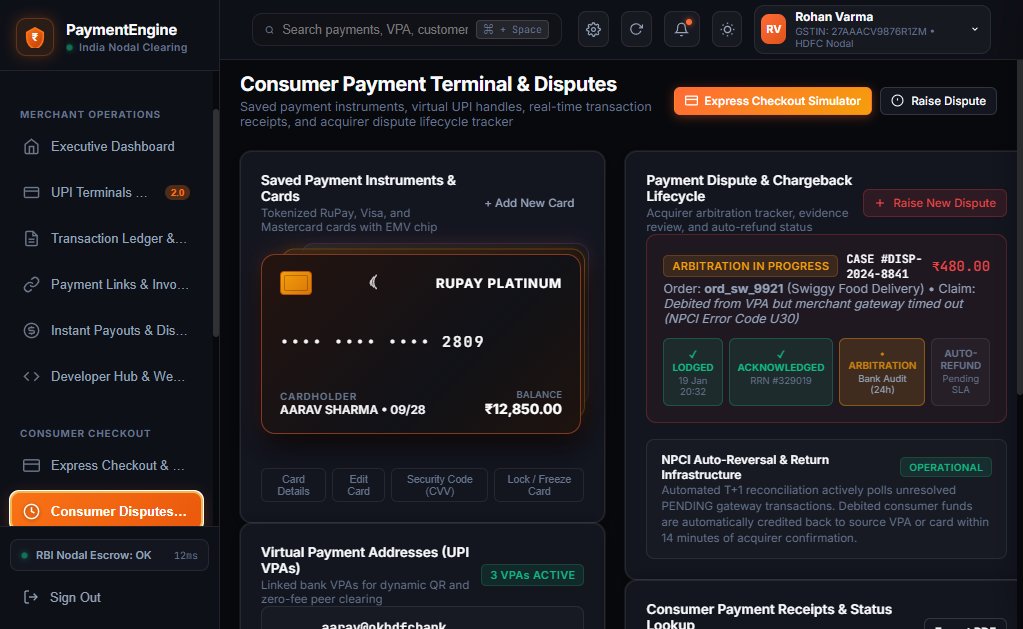 PaymentEngine
India Nodal Clearing
MERCHANT OPERATIONS
Executive Dashboard
UPI Terminals ...
2.0
Transaction Ledger &...
Payment Links & Invo...
Instant Payouts & Dis...
Developer Hub & We...
CONSUMER CHECKOUT
Express Checkout & ...
Consumer Disputes...
RBI Nodal Escrow: OK
12ms
Sign Out
Search payments, VPA, customer
⌘ + Space
RV
Rohan Varma
GSTIN: 27AAACV9876R1ZM •
HDFC Nodal
Consumer Payment Terminal & Disputes
Saved payment instruments, virtual UPI handles, real-time transaction
receipts, and acquirer dispute lifecycle tracker
Express Checkout Simulator
Raise Dispute
Saved Payment Instruments &
Cards
Tokenized RuPay, Visa, and
Mastercard cards with EMV chip
+ Add New Card
RUPAY PLATINUM
•••• •••• •••• 2809
CARDHOLDER
AARAV SHARMA • 09/28
BALANCE
₹12,850.00
Card
Details
Edit
Card
Security Code
(CVV)
Lock / Freeze
Card
Virtual Payment Addresses (UPI
VPAs)
Linked bank VPAs for dynamic QR and
zero-fee peer clearing
3 VPAs ACTIVE
aarav@okhdfcbank
Payment Dispute & Chargeback
Lifecycle
Acquirer arbitration tracker, evidence
review, and auto-refund status
+ Raise New Dispute
ARBITRATION IN PROGRESS
CASE #DISP-
2024-8841
₹480.00
Order: ord_sw_9921 (Swiggy Food Delivery) • Claim:
Debited from VPA but merchant gateway timed out
(NPCI Error Code U30)
✓
LODGED
19 Jan
20:32
✓
ACKNOWLEDGED
RRN #329019
•
ARBITRATION
Bank Audit
(24h)
AUTO-
REFUND
Pending
SLA
NPCI Auto-Reversal & Return
Infrastructure
OPERATIONAL
Automated T+1 reconciliation actively polls unresolved
PENDING gateway transactions. Debited consumer funds
are automatically credited back to source VPA or card within
14 minutes of acquirer confirmation.
Consumer Payment Receipts & Status
Lookup